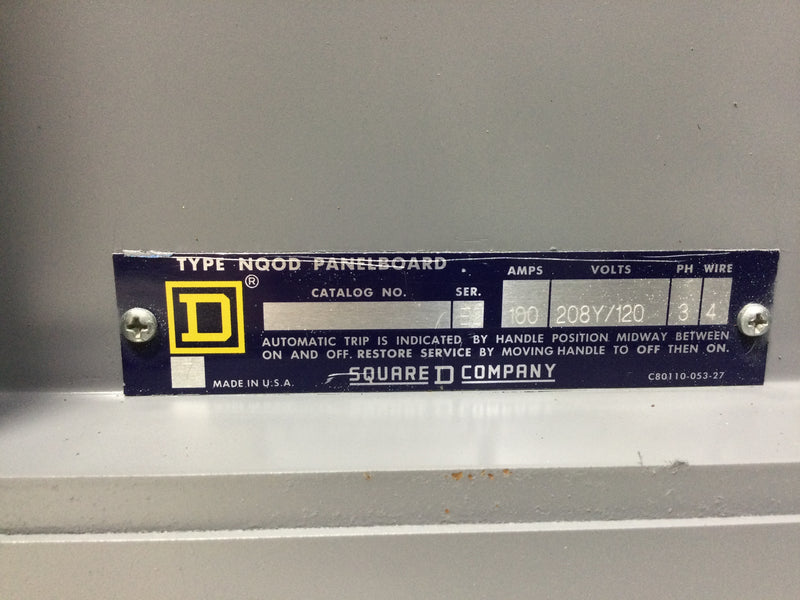 TYPE NQOD PANELBOARD
D ®
CATALOG NO. SER.
AMPS VOLTS PH WIRE
100 208Y/120 3 4
AUTOMATIC TRIP IS INDICATED BY HANDLE POSITION MIDWAY BETWEEN
ON AND OFF. RESTORE SERVICE BY MOVING HANDLE TO OFF THEN ON.
MADE IN U.S.A. SQUARE D COMPANY C80110-053-27